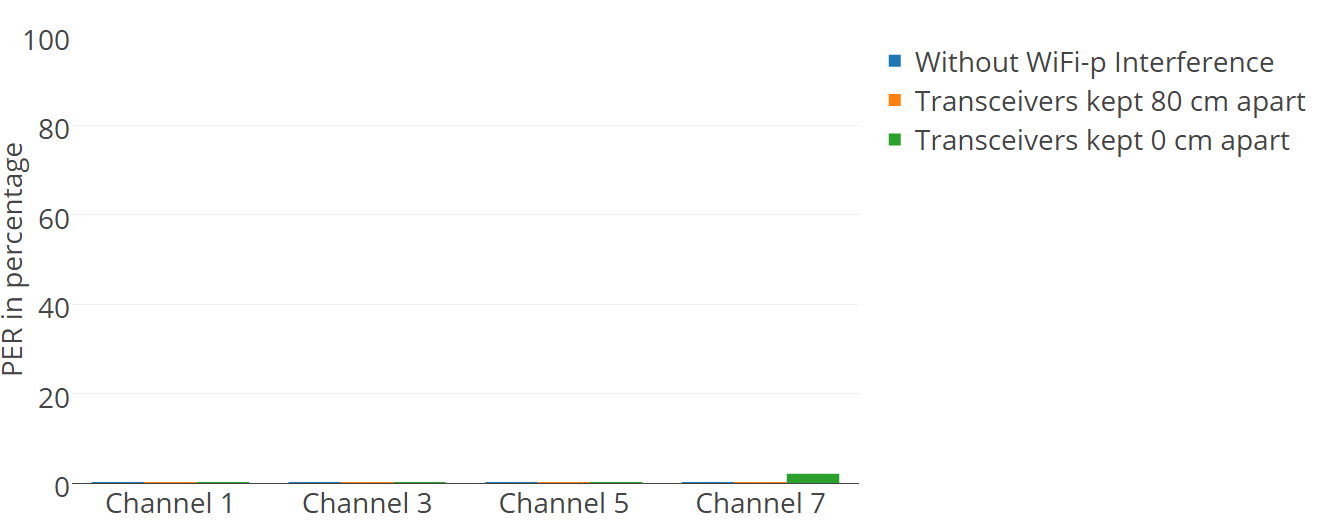 100
80
60
40
20
0
PER in percentage
Channel 1
Channel 3
Channel 5
Channel 7
Without WiFi-p Interference
Transceivers kept 80 cm apart
Transceivers kept 0 cm apart